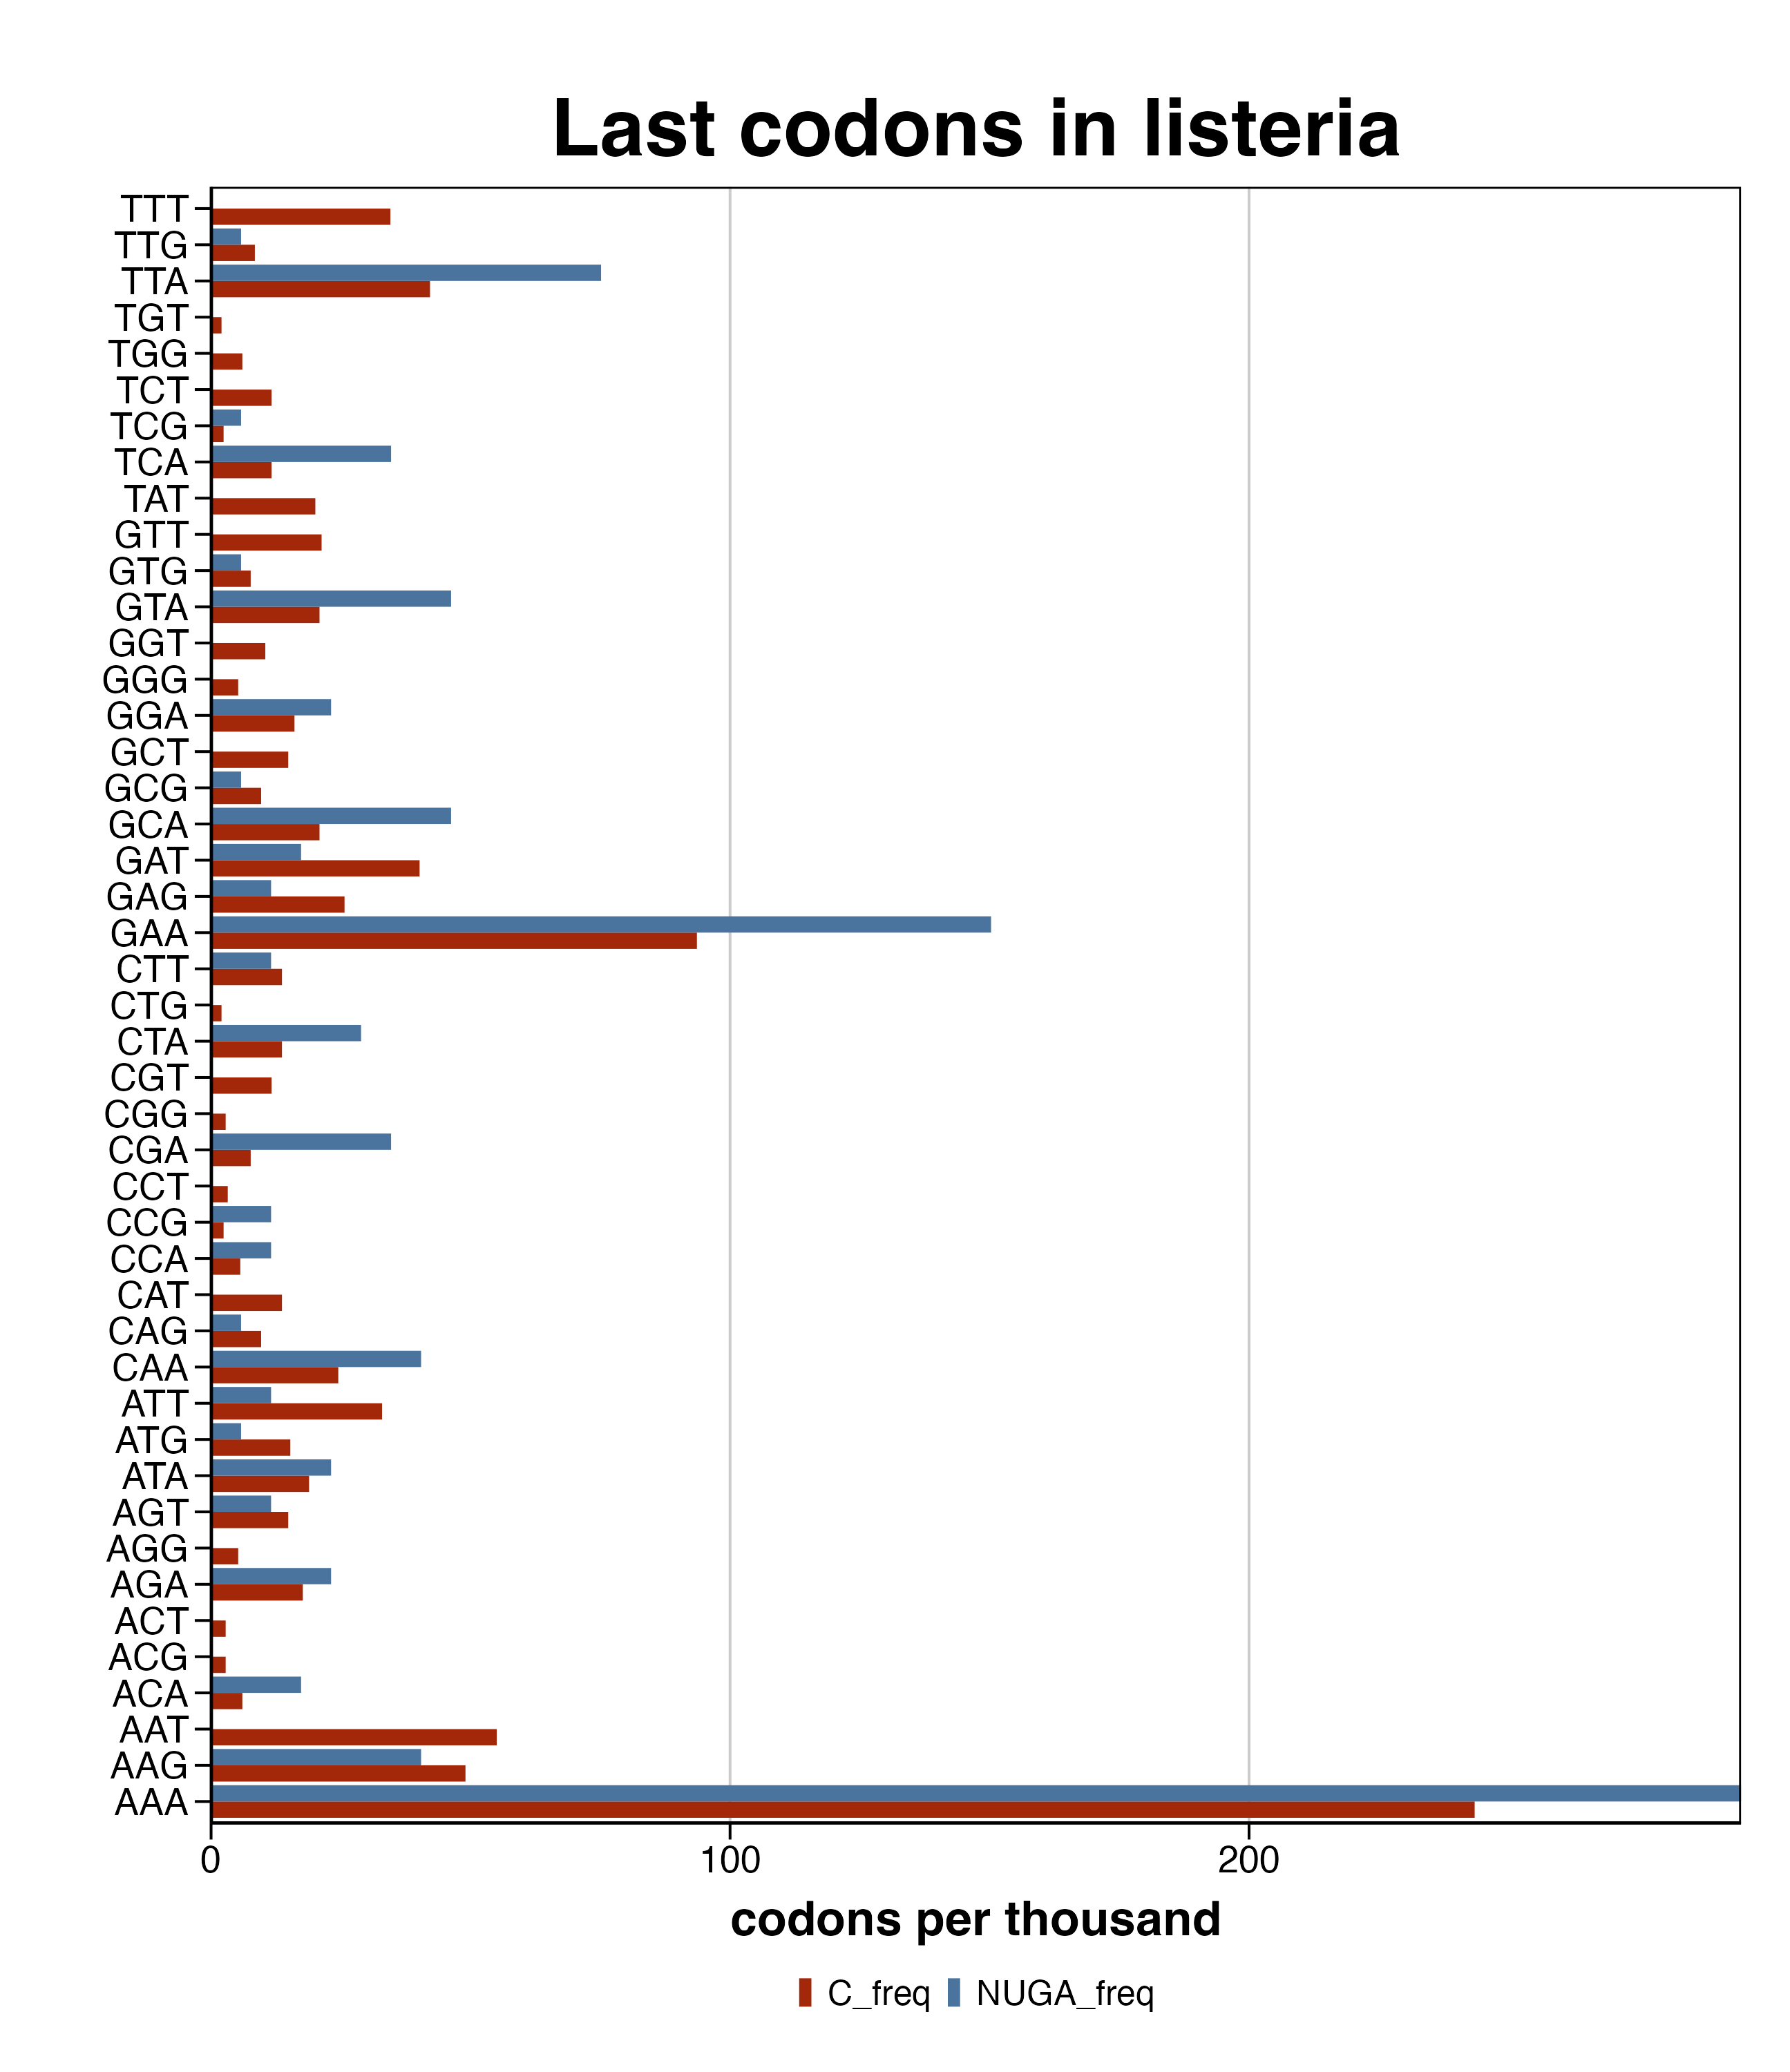 Last codons in listeria
TTT
TTG
TTA
TGT
TGG
TCT
TCG
TCA
TAT
GTT
GTG
GTA
GGT
GGG
GGA
GCT
GCG
GCA
GAT
GAG
GAA
CTT
CTG
CTA
CGT
CGG
CGA
CCT
CCG
CCA
CAT
CAG
CAA
ATT
ATG
ATA
AGT
AGG
AGA
ACT
ACG
ACA
AAT
AAG
AAA
0 100 200
codons per thousand
C_freq NUGA_freq